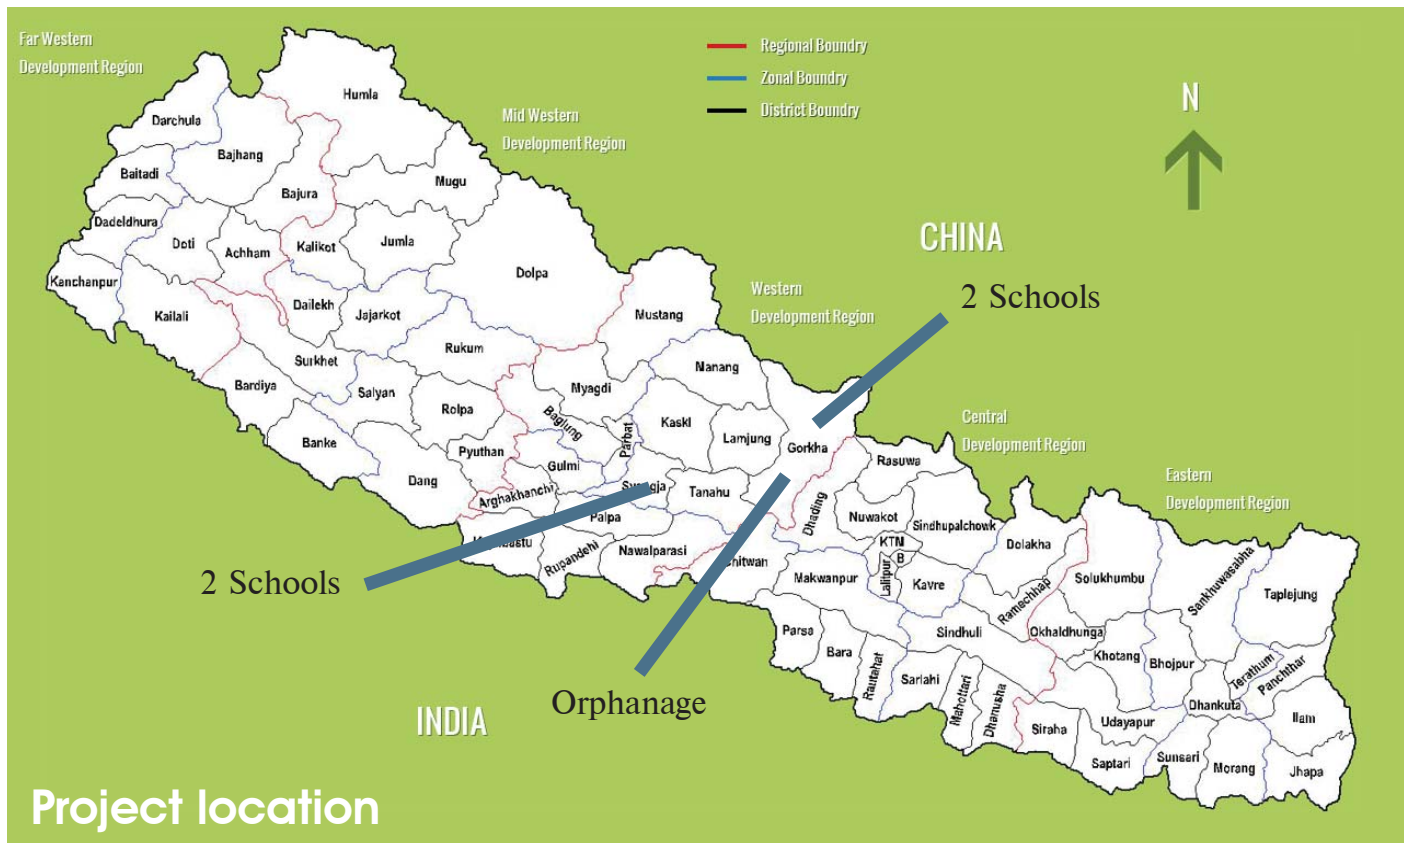 Far Western
Development Region
Regional Boundry
Zonal Boundry
District Boundry
N
Mid Western
Development Region
CHINA
2 Schools
Western
Development Region
Central
Development Region
Eastern
Development Region
Humla
Darchula
Bajhang
Baitadi
Bajura
Mugu
Dadeldhura
Doti
Achham
Kalikot
Jumla
Kanchanpur
Kailali
Dailekh
Jajarkot
Dolpa
Mustang
Surkhet
Rukum
Bardiya
Salyan
Rolpa
Myagdi
Manang
Banke
Pyuthan
Baglung
Parbat
Kaski
Lamjung
Gorkha
Dang
Gulmi
Arghakhanchi
Tanahu
Rasuwa
Dhading
Nuwakot
Sindhupalchowk
Palpa
Nawalparasi
Rupandehi
KTM
B
Lalitpur
Kavre
Dolakha
Makwanpur
Ramechhap
Solukhumbu
Sankhuwasabha
Taplejung
Parsa
Bara
Rautahat
Sarlahi
Sindhuli
Mahottari
Dhanusha
Okhaldhunga
Khotang
Bhojpur
Terathum
Panchthar
Dhankuta
Ilam
Siraha
Udayapur
Saptari
Sunsari
Morang
Jhapa
2 Schools
Orphanage
INDIA
Project location